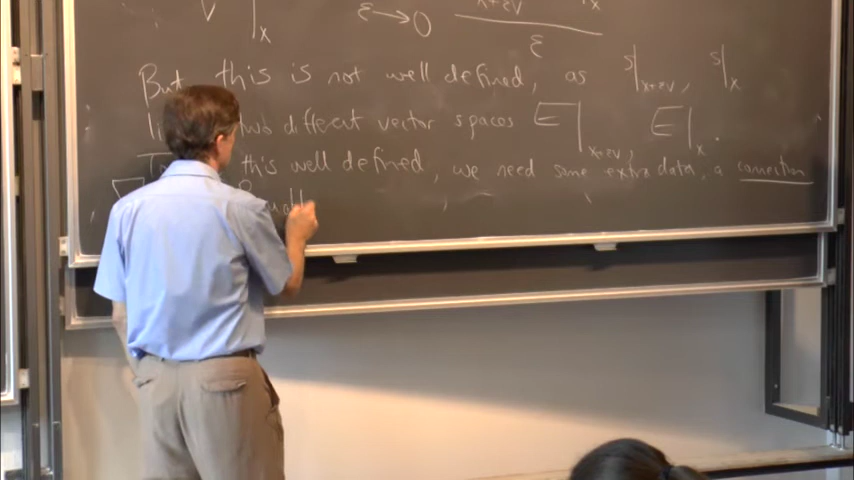 ∇ | x ε→0 x+εv x
ε
But this is not well defined, as s|x+εv, s|x
two different vector spaces E|x+εv, E|x.
this well defined, we need some extra data, a connection
∇